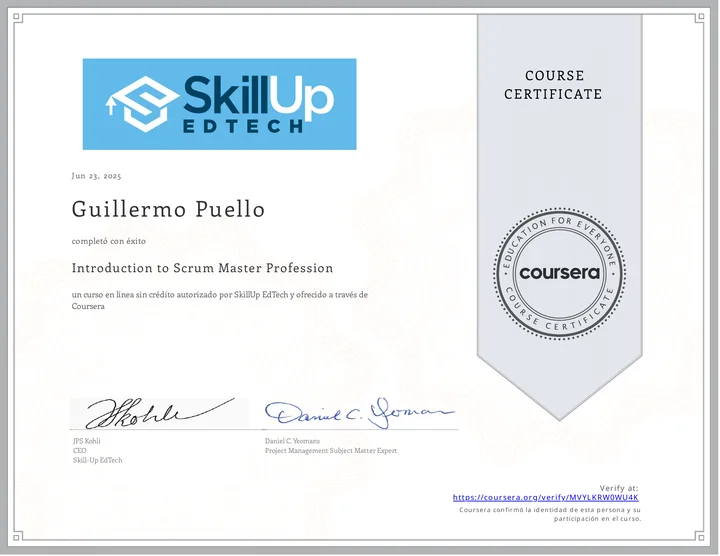 SkillUp
EDTECH
COURSE
CERTIFICATE
Jun 23, 2025
Guillermo Puello
completó con éxito
Introduction to Scrum Master Profession
un curso en línea sin crédito autorizado por SkillUp EdTech y ofrecido a través de
Coursera
EDUCATION FOR EVERYONE
coursera
COURSE CERTIFICATE
JPS Kohli
CEO
Skill-Up EdTech
Daniel C. Yeoman
Daniel C. Yeomans
Project Management Subject Matter Expert
Verify at:
https://coursera.org/verify/MVYLKRW0WU4K
Coursera confirmó la identidad de esta persona y su
participación en el curso.